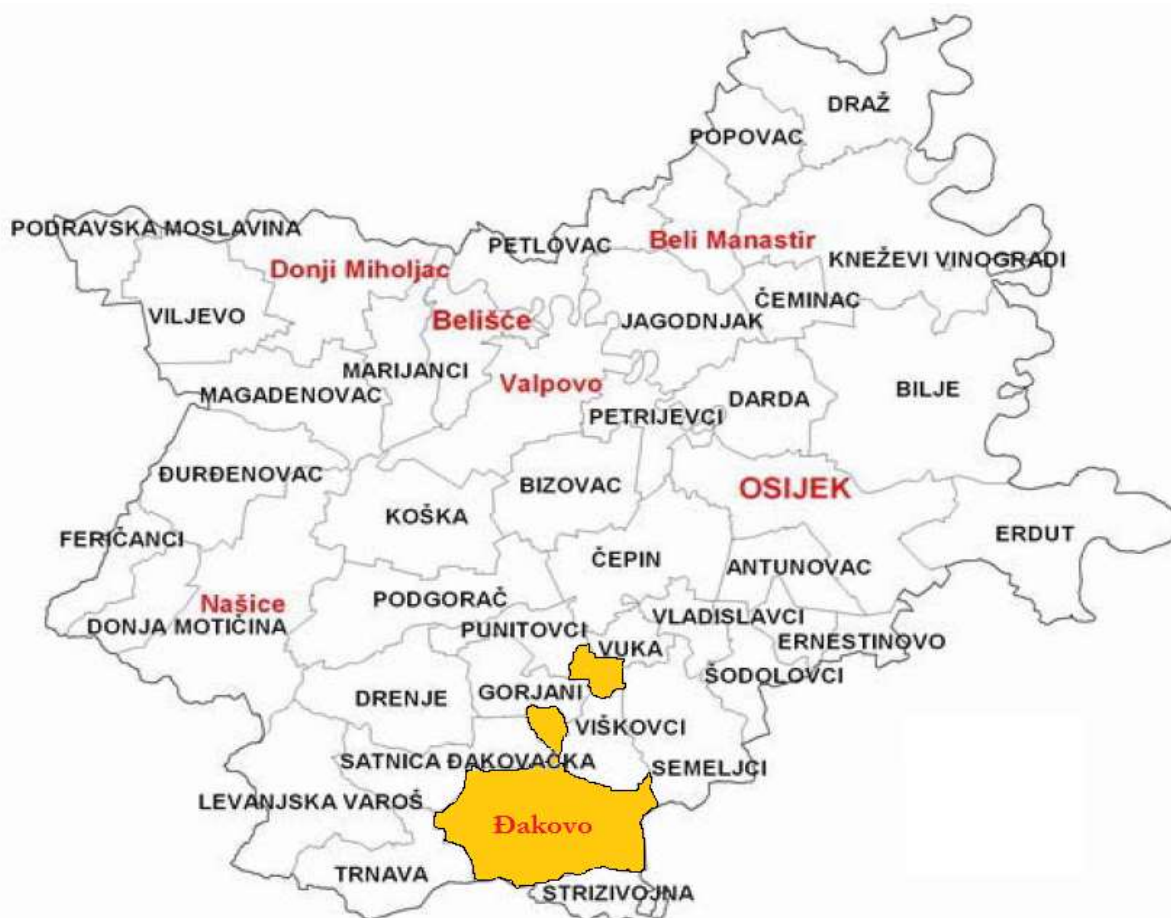 DRAŽ
POPOVAC
PODRAVSKA MOSLAVINA
PETLOVAC
Beli Manastir
Donji Miholjac
KNEŽEVI VINOGRADI
ČEMINAC
VILJEVO
Belišće
JAGODNJAK
MARIJANCI
MAGADENOVAC
Valpovo
DARDA
BILJE
PETRIJEVCI
ĐURĐENOVAC
BIZOVAC
OSIJEK
KOŠKA
FERIČANCI
ERDUT
ČEPIN
ANTUNOVAC
Našice
PODGORAČ
DONJA MOTIČINA
PUNITOVCI
VLADISLAVCI
VUKA
ERNESTINOVO
ŠODOLOVCI
DRENJE
GORJANI
VIŠKOVCI
SATNICA ĐAKOVAČKA
SEMELJCI
LEVANJSKA VAROŠ
Đakovo
TRNAVA
STRIZIVOJNA